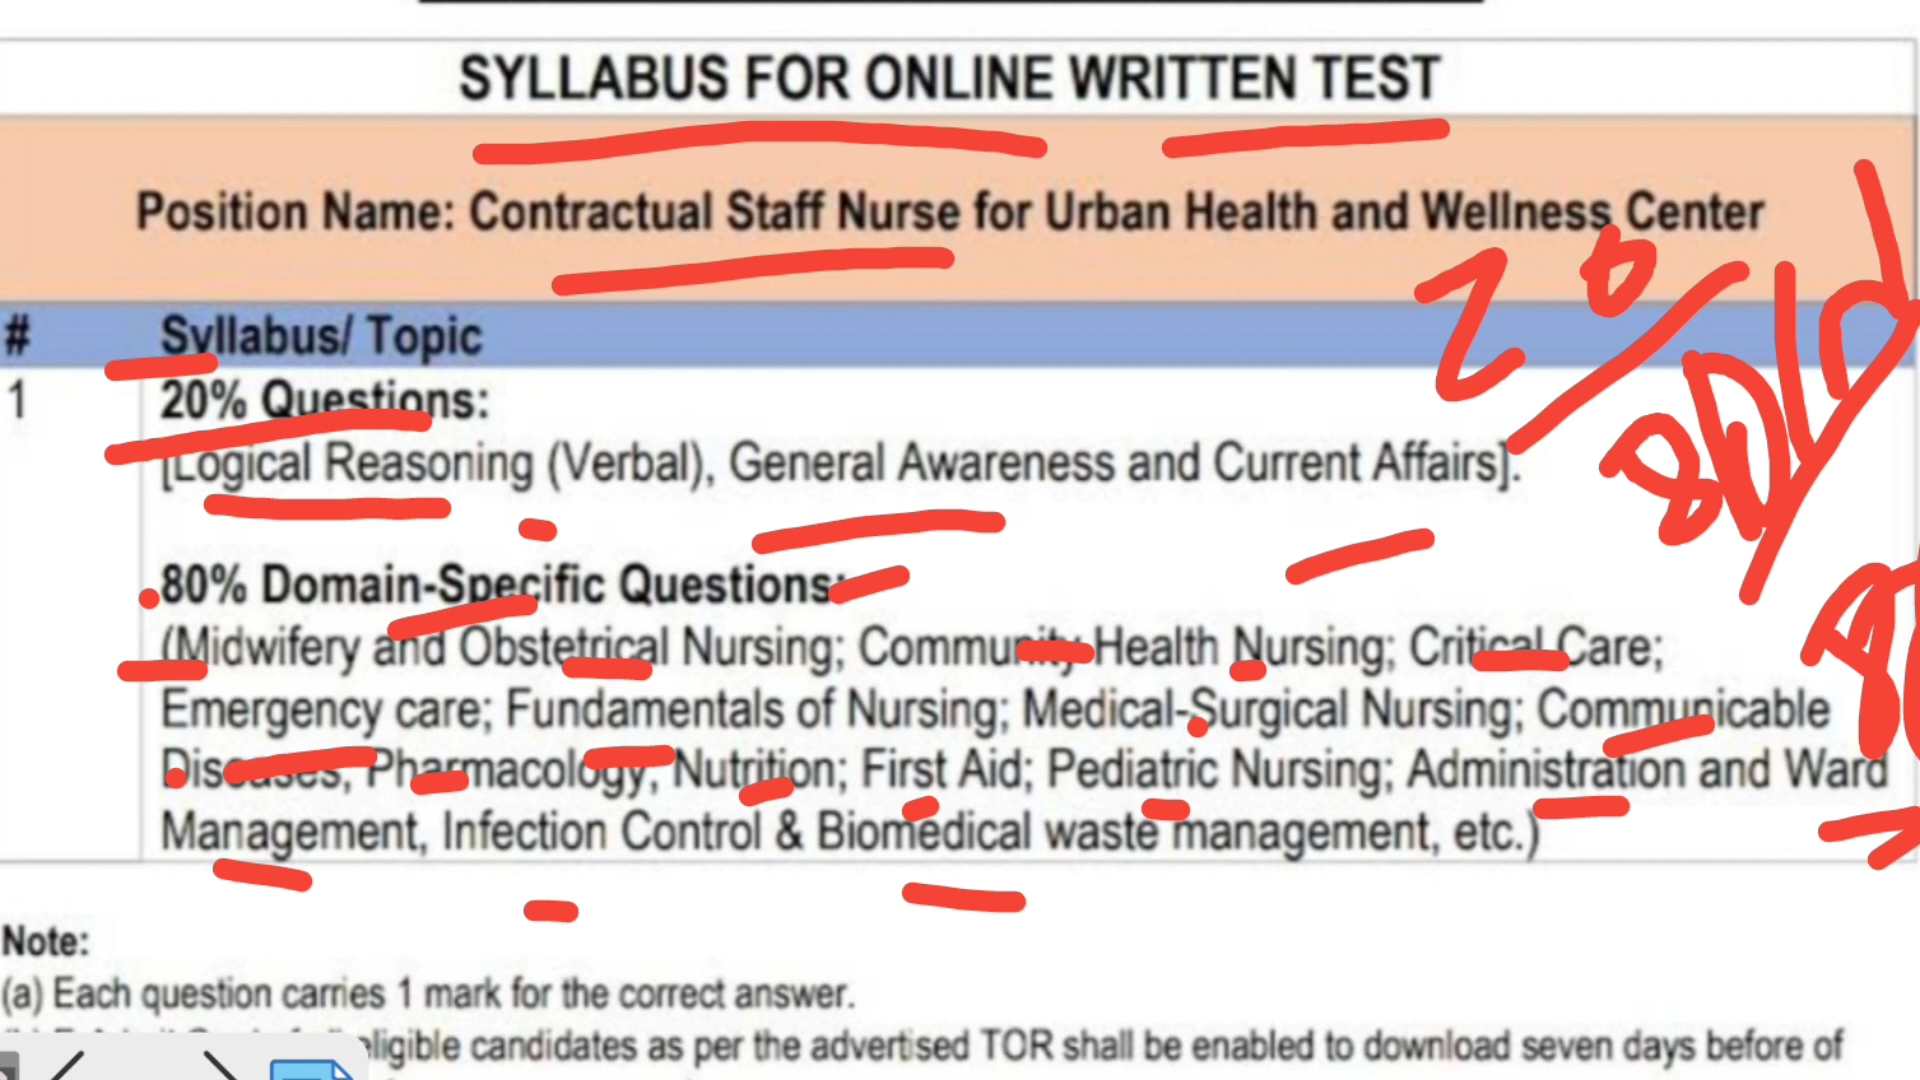 SYLLABUS FOR ONLINE WRITTEN TEST
Position Name: Contractual Staff Nurse for Urban Health and Wellness Center
# Syllabus/ Topic
1 20% Questions:
[Logical Reasoning (Verbal), General Awareness and Current Affairs].
80% Domain-Specific Questions:
(Midwifery and Obstetrical Nursing; Community Health Nursing; Critical Care;
Emergency care; Fundamentals of Nursing; Medical-Surgical Nursing; Communicable
Diseases; Pharmacology; Nutrition; First Aid; Pediatric Nursing; Administration and Ward
Management, Infection Control & Biomedical waste management, etc.)
20
80
Note:
(a) Each question carries 1 mark for the correct answer.
eligible candidates as per the advertised TOR shall be enabled to download seven days before of